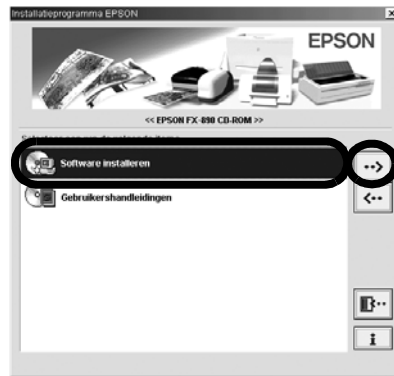 Installatieprogramma EPSON
EPSON
<< EPSON FX-890 CD-ROM >>
Software installeren
Gebruikershandleidingen